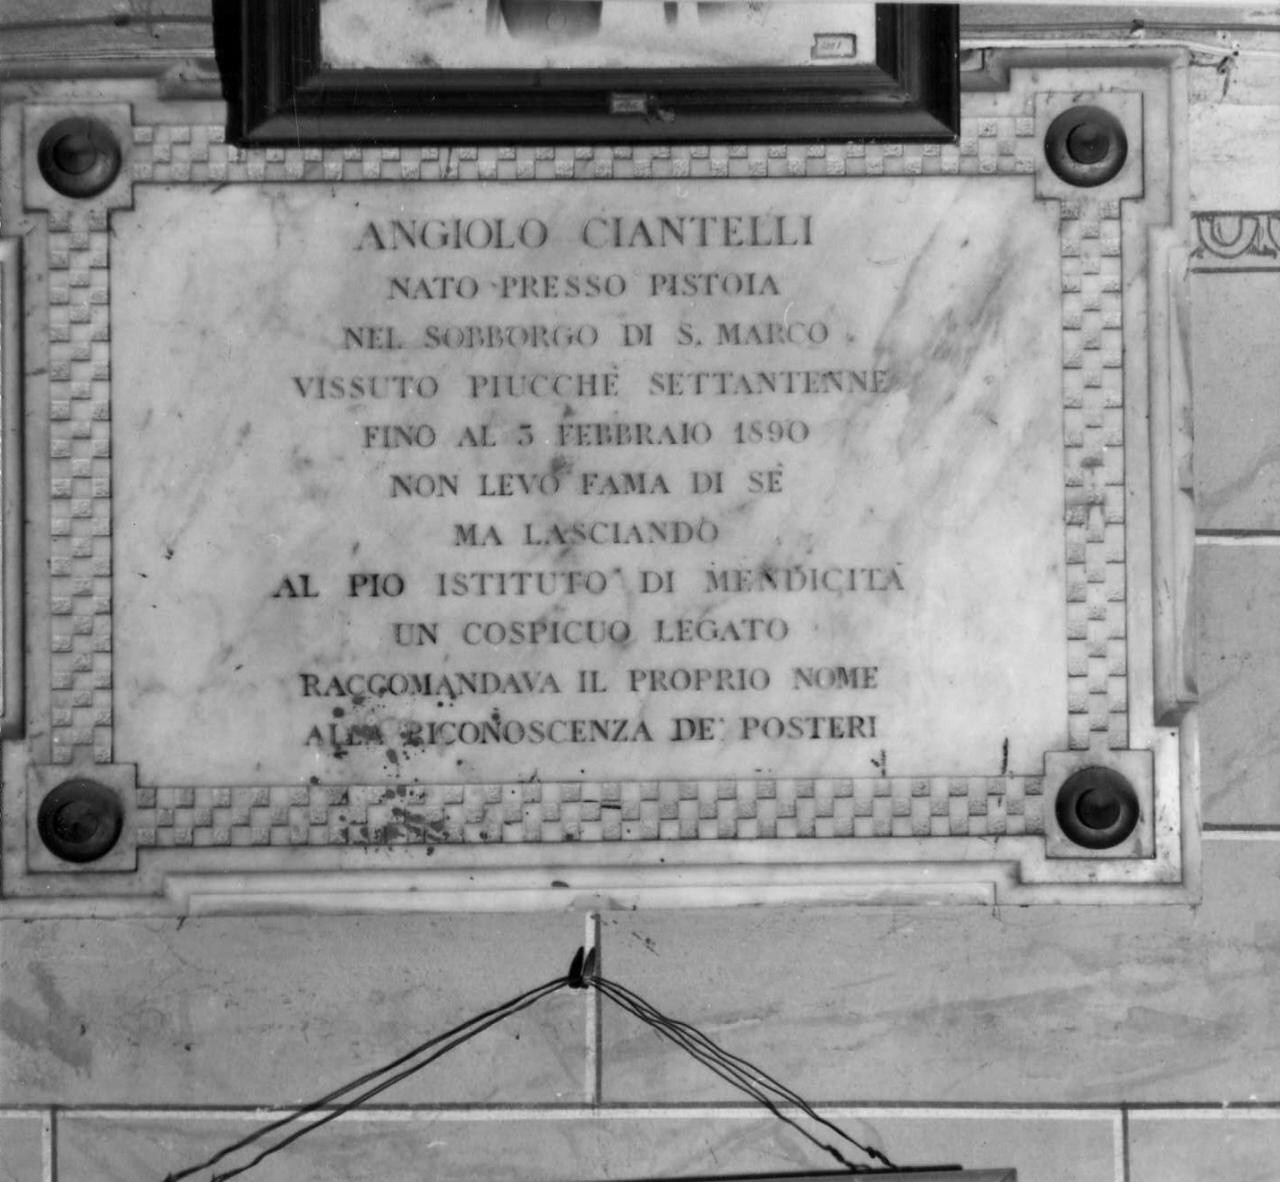 ANGIOLO CIANTELLI
NATO PRESSO PISTOIA
NEL SOBBORGO DI S. MARCO
VISSUTO PIUCCHÈ SETTANTENNE
FINO AL 3 FEBBRAIO 1890
NON LEVÒ FAMA DI SÈ
MA LASCIANDO
AL PIO ISTITUTO DI MENDICITÀ
UN COSPICUO LEGATO
RACCOMANDAVA IL PROPRIO NOME
ALLA RICONOSCENZA DE' POSTERI